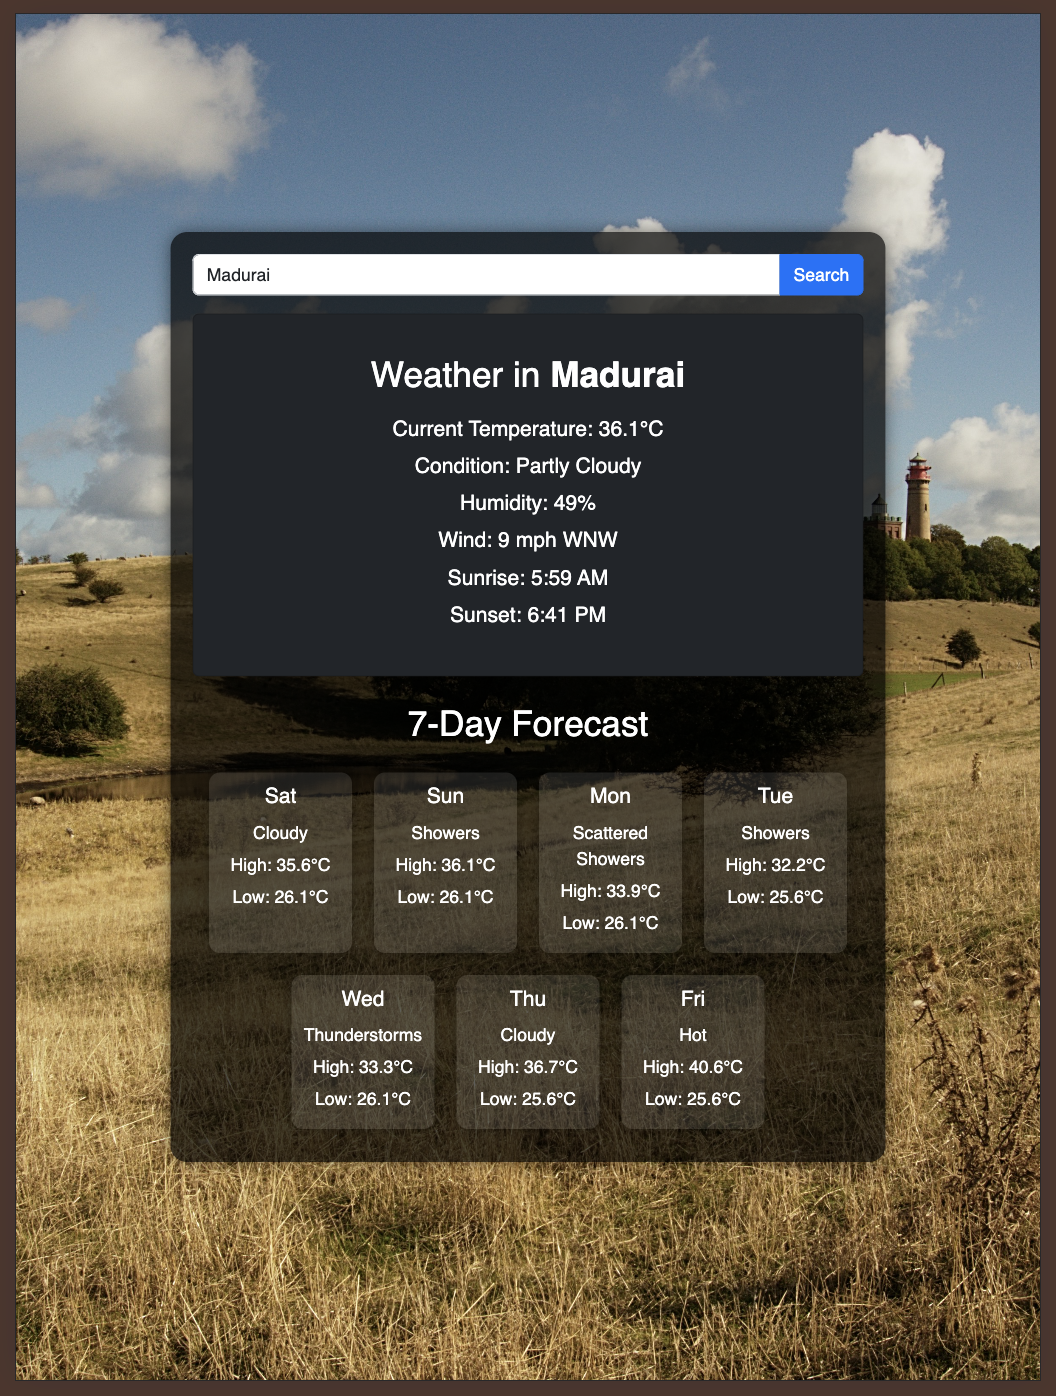 Madurai
Search
Weather in Madurai
Current Temperature: 36.1°C
Condition: Partly Cloudy
Humidity: 49%
Wind: 9 mph WNW
Sunrise: 5:59 AM
Sunset: 6:41 PM
7-Day Forecast
Sat
Cloudy
High: 35.6°C
Low: 26.1°C
Sun
Showers
High: 36.1°C
Low: 26.1°C
Mon
Scattered
Showers
High: 33.9°C
Low: 26.1°C
Tue
Showers
High: 32.2°C
Low: 25.6°C
Wed
Thunderstorms
High: 33.3°C
Low: 26.1°C
Thu
Cloudy
High: 36.7°C
Low: 25.6°C
Fri
Hot
High: 40.6°C
Low: 25.6°C